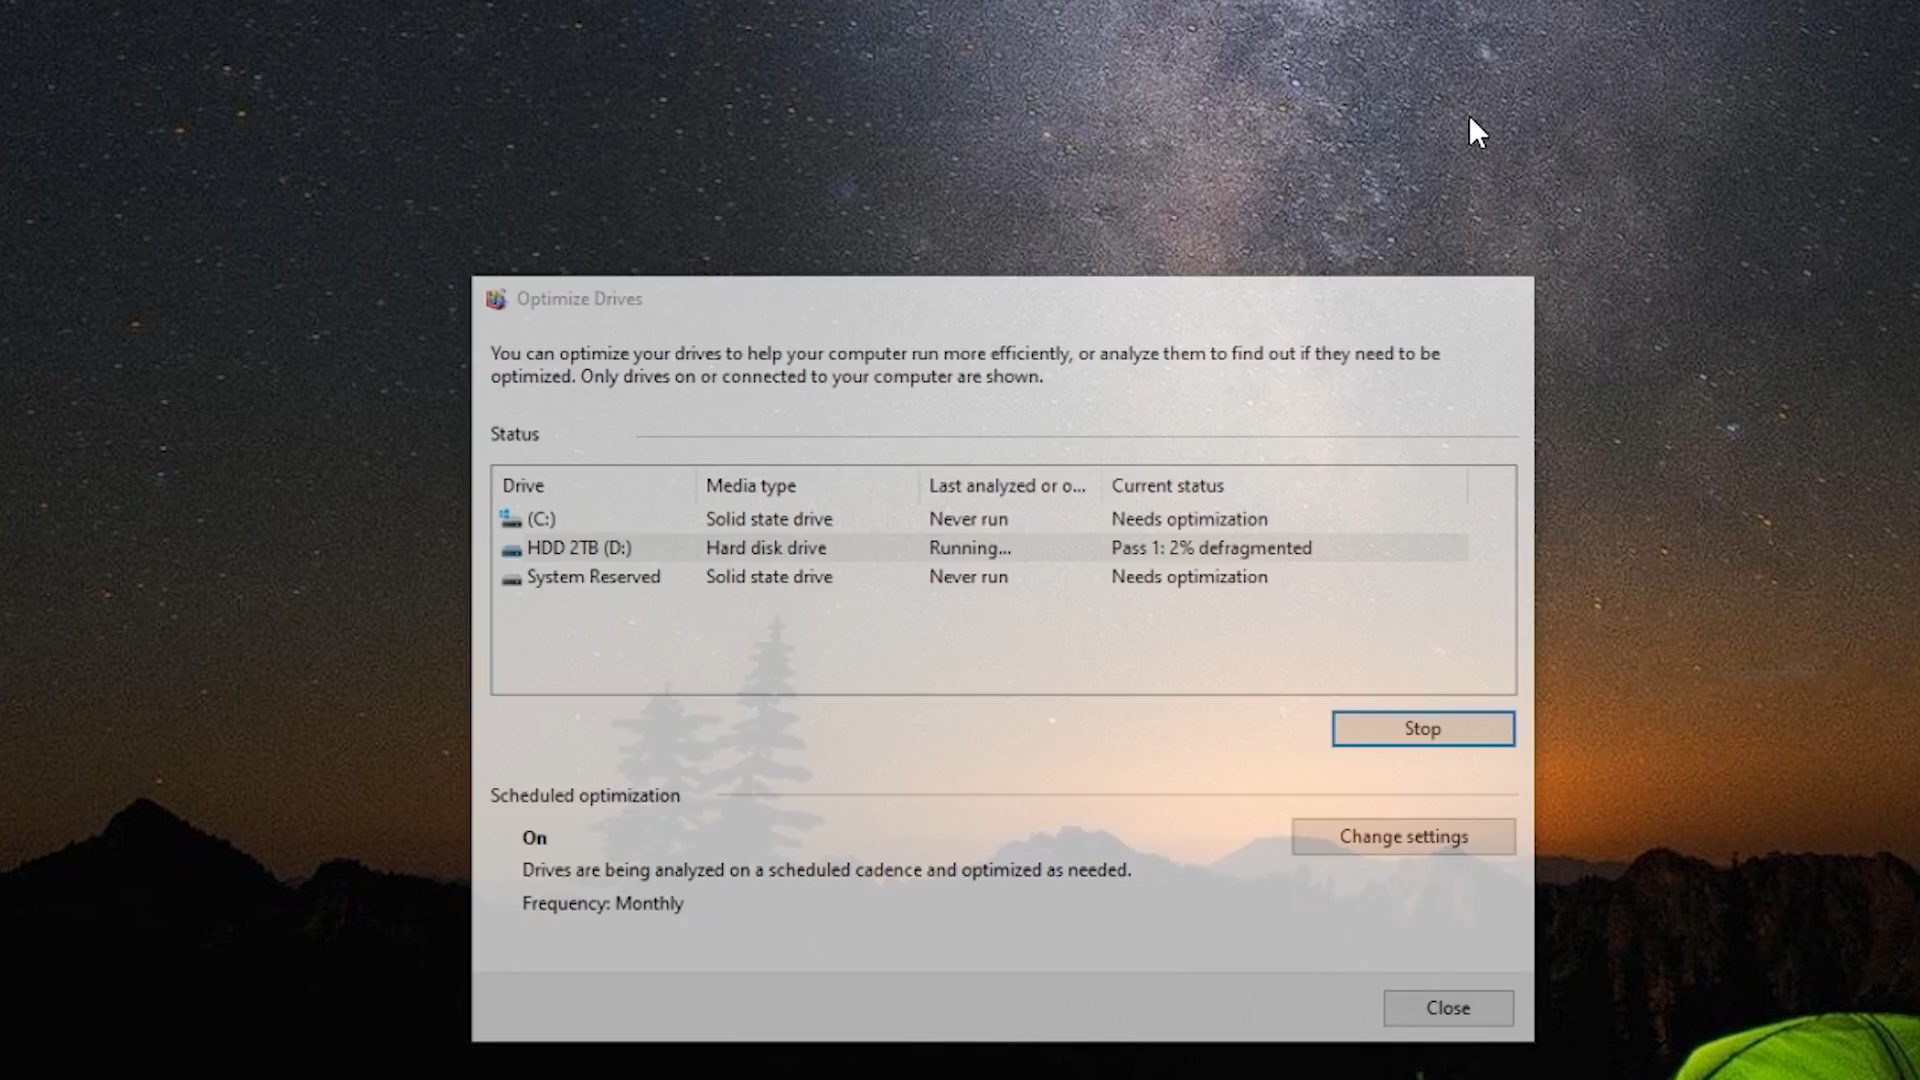 Optimize Drives
You can optimize your drives to help your computer run more efficiently, or analyze them to find out if they need to be
optimized. Only drives on or connected to your computer are shown.
Status
Drive Media type Last analyzed or o... Current status
(C:) Solid state drive Never run Needs optimization
HDD 2TB (D:) Hard disk drive Running... Pass 1: 2% defragmented
System Reserved Solid state drive Never run Needs optimization
Stop
Scheduled optimization
On Change settings
Drives are being analyzed on a scheduled cadence and optimized as needed.
Frequency: Monthly
Close